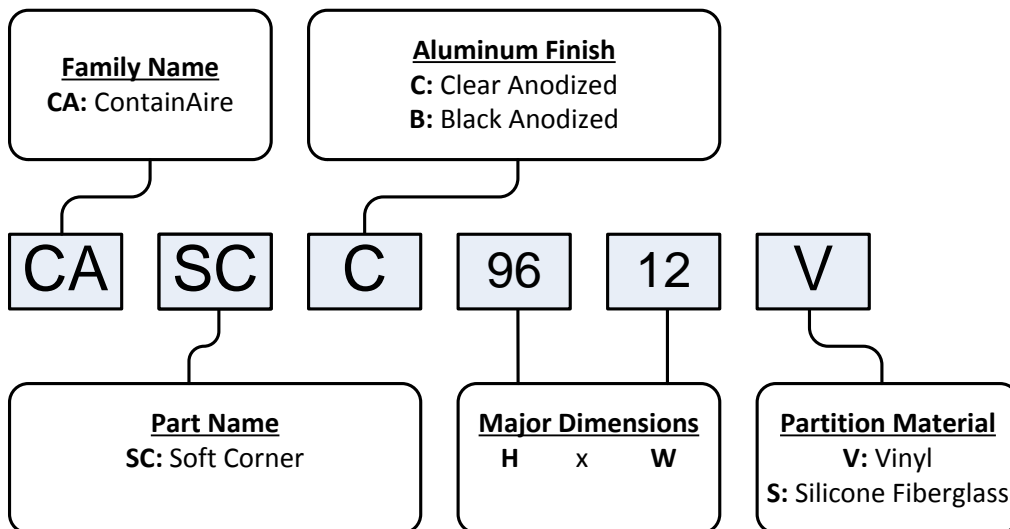 Family Name
CA: ContainAire
Aluminum Finish
C: Clear Anodized
B: Black Anodized
CA SC C 96 12 V
Part Name
SC: Soft Corner
Major Dimensions
H x W
Partition Material
V: Vinyl
S: Silicone Fiberglass